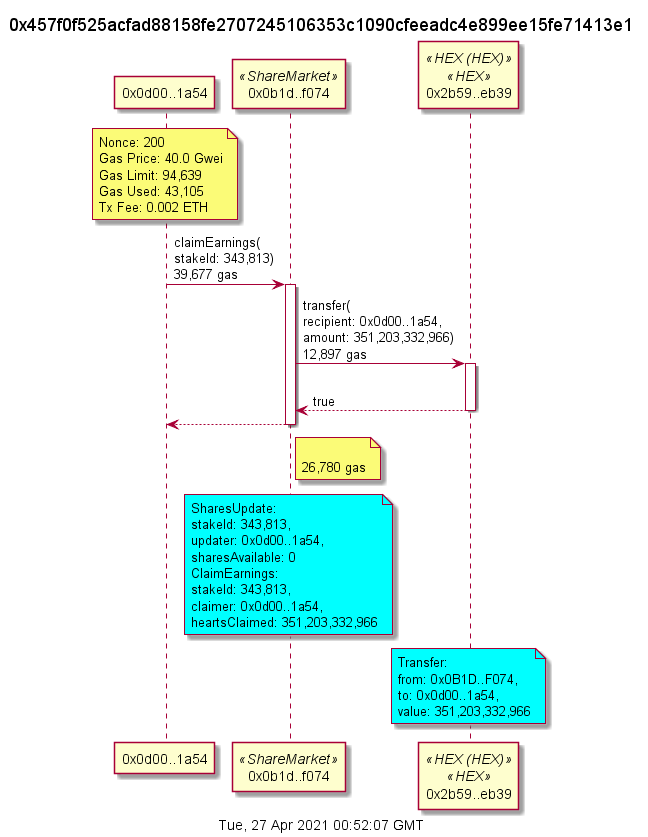 0x457f0f525acfad88158fe2707245106353c1090cfeeadc4e899ee15fe71413e1
0x0d00..1a54
«ShareMarket»
0x0b1d..f074
«HEX (HEX)»
«HEX»
0x2b59..eb39
Nonce: 200
Gas Price: 40.0 Gwei
Gas Limit: 94,639
Gas Used: 43,105
Tx Fee: 0.002 ETH
claimEarnings(
stakeId: 343,813)
39,677 gas
transfer(
recipient: 0x0d00..1a54,
amount: 351,203,332,966)
12,897 gas
true
26,780 gas
SharesUpdate:
stakeId: 343,813,
updater: 0x0d00..1a54,
sharesAvailable: 0
ClaimEarnings:
stakeId: 343,813,
claimer: 0x0d00..1a54,
heartsClaimed: 351,203,332,966
Transfer:
from: 0x0B1D..F074,
to: 0x0d00..1a54,
value: 351,203,332,966
0x0d00..1a54
«ShareMarket»
0x0b1d..f074
«HEX (HEX)»
«HEX»
0x2b59..eb39
Tue, 27 Apr 2021 00:52:07 GMT